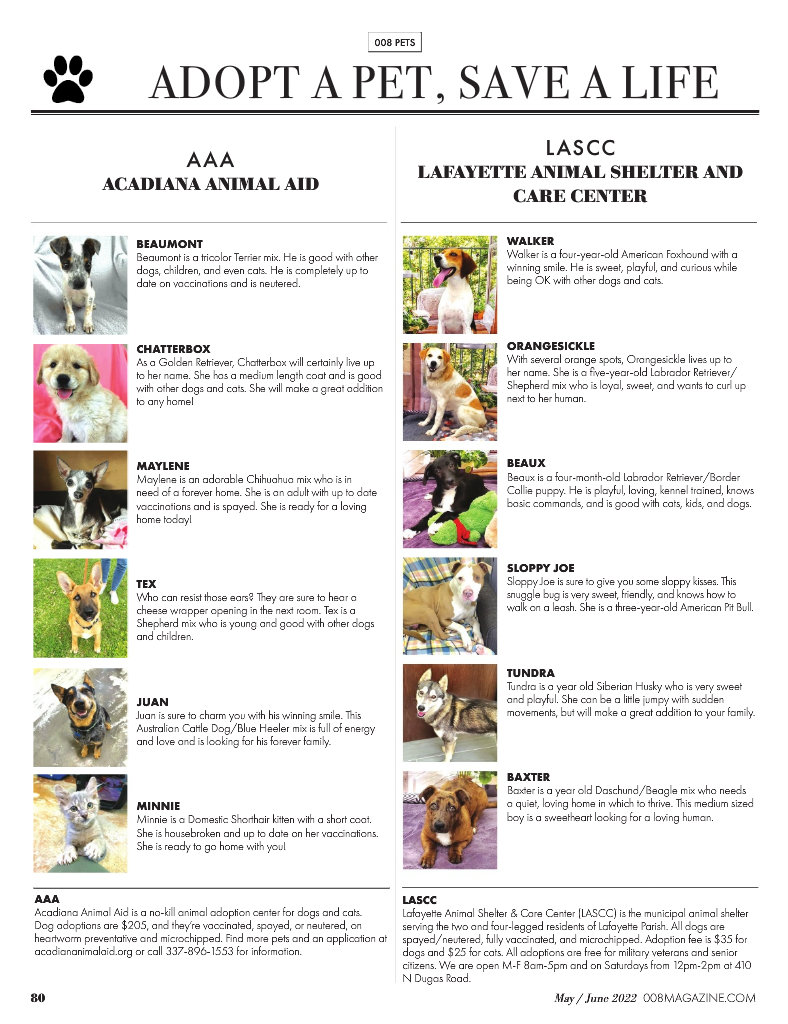 008 PETS
ADOPT A PET, SAVE A LIFE
AAA
ACADIANA ANIMAL AID
BEAUMONT
Beaumont is a tricolor Terrier mix. He is good with other
dogs, children, and even cats. He is completely up to
date on vaccinations and is neutered.
CHATTERBOX
As a Golden Retriever, Chatterbox will certainly live up
to her name. She has a medium length coat and is good
with other dogs and cats. She will make a great addition
to any home!
MAYLENE
Maylene is an adorable Chihuahua mix who is in
need of a forever home. She is an adult with up to date
vaccinations and is spayed. She is ready for a loving
home today!
TEX
Who can resist those ears? They are sure to hear a
cheese wrapper opening in the next room. Tex is a
Shepherd mix who is young and good with other dogs
and children.
JUAN
Juan is sure to charm you with his winning smile. This
Australian Cattle Dog/Blue Heeler mix is full of energy
and love and is looking for his forever family.
MINNIE
Minnie is a Domestic Shorthair kitten with a short coat.
She is housebroken and up to date on her vaccinations.
She is ready to go home with you!
AAA
Acadiana Animal Aid is a no-kill animal adoption center for dogs and cats.
Dog adoptions are $205, and they're vaccinated, spayed, or neutered, on
heartworm preventative and microchipped. Find more pets and an application at
acadianaanimalaid.org or call 337-896-1553 for information.
LASCC
LAFAYETTE ANIMAL SHELTER AND
CARE CENTER
WALKER
Walker is a four-year-old American Foxhound with a
winning smile. He is sweet, playful, and curious while
being OK with other dogs and cats.
ORANGESICKLE
With several orange spots, Orangesickle lives up to
her name. She is a five-year-old Labrador Retriever/
Shepherd mix who is loyal, sweet, and wants to curl up
next to her human.
BEAUX
Beaux is a four-month-old Labrador Retriever/Border
Collie puppy. He is playful, loving, kennel trained, knows
basic commands, and is good with cats, kids, and dogs.
SLOPPY JOE
Sloppy Joe is sure to give you some sloppy kisses. This
snuggle bug is very sweet, friendly, and knows how to
walk on a leash. She is a three-year-old American Pit Bull.
TUNDRA
Tundra is a year old Siberian Husky who is very sweet
and playful. She can be a little jumpy with sudden
movements, but will make a great addition to your family.
BAXTER
Baxter is a year old Daschund/Beagle mix who needs
a quiet, loving home in which to thrive. This medium sized
boy is a sweetheart looking for a loving human.
LASCC
Lafayette Animal Shelter & Care Center (LASCC) is the municipal animal shelter
serving the two and four-legged residents of Lafayette Parish. All dogs are
spayed/neutered, fully vaccinated, and microchipped. Adoption fee is $35 for
dogs and $25 for cats. All adoptions are free for military veterans and senior
citizens. We are open M-F 8am-5pm and on Saturdays from 12pm-2pm at 410
N Dugas Road.
80
May / June 2022 008MAGAZINE.COM